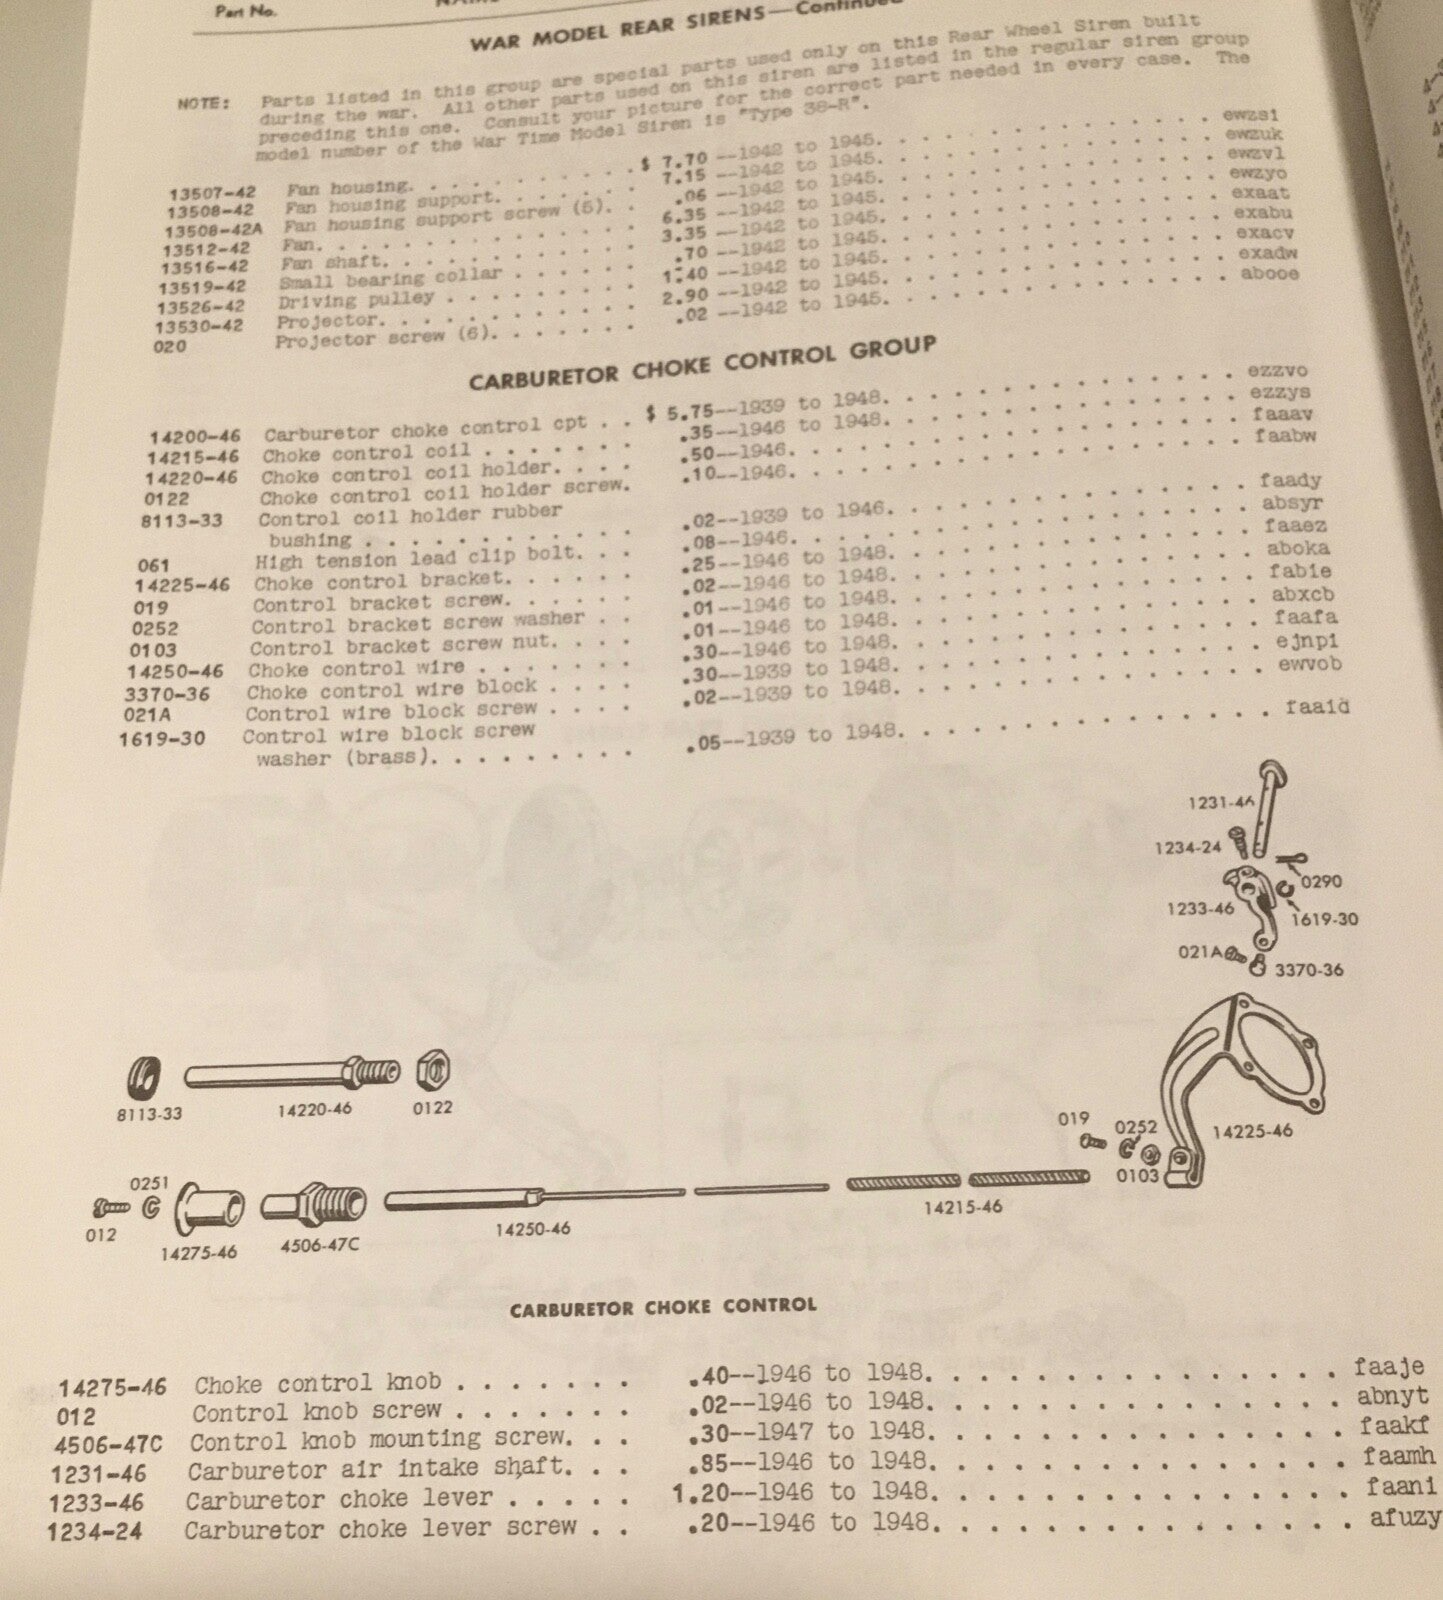 Part No.
WAR MODEL REAR SIRENS—Continued
NOTE: Parts listed in this group are special parts used only on this Rear Wheel Siren built
during the war. All other parts used on this siren are listed in the regular siren group
preceding this one. Consult your picture for the correct part needed in every case. The
model number of the War Time Model Siren is "Type 38-R".
13507-42 Fan housing. . . . . . . . . . $ 7.70--1942 to 1945. . . . . . . . . . . . . ewzsi
13508-42 Fan housing support. . . . . . 7.15--1942 to 1945. . . . . . . . . . . . . ewzuk
13508-42A Fan housing support screw (5). . .06--1942 to 1945. . . . . . . . . . . . . ewzvl
13512-42 Fan. . . . . . . . . . . . . . 6.35--1942 to 1945. . . . . . . . . . . . . ewzyo
13516-42 Fan shaft. . . . . . . . . . . 3.35--1942 to 1945. . . . . . . . . . . . . exaat
13519-42 Small bearing collar . . . . . .70--1942 to 1945. . . . . . . . . . . . . exabu
13526-42 Driving pulley . . . . . . . . 1.40--1942 to 1945. . . . . . . . . . . . . exacv
13530-42 Projector. . . . . . . . . . . 2.90--1942 to 1945. . . . . . . . . . . . . exadw
020 Projector screw (6). . . . . . .02--1942 to 1945. . . . . . . . . . . . . abooe
CARBURETOR CHOKE CONTROL GROUP
14200-46 Carburetor choke control cpt . . $ 5.75--1939 to 1948. . . . . . . . . . . . . ezzvo
14215-46 Choke control coil . . . . . . .35--1946 to 1948. . . . . . . . . . . . . ezzys
14220-46 Choke control coil holder. . . . .50--1946. . . . . . . . . . . . . . . . faaav
0122 Choke control coil holder screw. .10--1946. . . . . . . . . . . . . . . . faabw
8113-33 Control coil holder rubber
bushing . . . . . . . . . . . .02--1939 to 1946. . . . . . . . . . . . . faady
061 High tension lead clip bolt. . . .08--1946. . . . . . . . . . . . . . . . absyr
14225-46 Choke control bracket. . . . . . .25--1946 to 1948. . . . . . . . . . . . . faaez
019 Control bracket screw. . . . . . .02--1946 to 1948. . . . . . . . . . . . . aboka
0252 Control bracket screw washer . . .01--1946 to 1948. . . . . . . . . . . . . fabie
0103 Control bracket screw nut. . . . .01--1946 to 1948. . . . . . . . . . . . . abxcb
14250-46 Choke control wire . . . . . . . .30--1946 to 1948. . . . . . . . . . . . . faafa
3370-36 Choke control wire block . . . . .30--1939 to 1948. . . . . . . . . . . . . ejnpi
021A Control wire block screw . . . . .02--1939 to 1948. . . . . . . . . . . . . ewvob
1619-30 Control wire block screw
washer (brass). . . . . . . . . .05--1939 to 1948. . . . . . . . . . . . . faaid
1231-46
1234-24
0290
1233-46
1619-30
021A
3370-36
8113-33
14220-46
0122
019
0252
14225-46
0103
0251
012
14275-46
4506-47C
14250-46
14215-46
CARBURETOR CHOKE CONTROL
14275-46 Choke control knob . . . . . . . .40--1946 to 1948. . . . . . . . . . . . . . faaje
012 Control knob screw . . . . . . . .02--1946 to 1948. . . . . . . . . . . . . . abnyt
4506-47C Control knob mounting screw. . . .30--1947 to 1948. . . . . . . . . . . . . . faakf
1231-46 Carburetor air intake shaft. . . .85--1946 to 1948. . . . . . . . . . . . . . faamh
1233-46 Carburetor choke lever . . . . . 1.20--1946 to 1948. . . . . . . . . . . . . . faani
1234-24 Carburetor choke lever screw . . .20--1946 to 1948. . . . . . . . . . . . . . afuzy